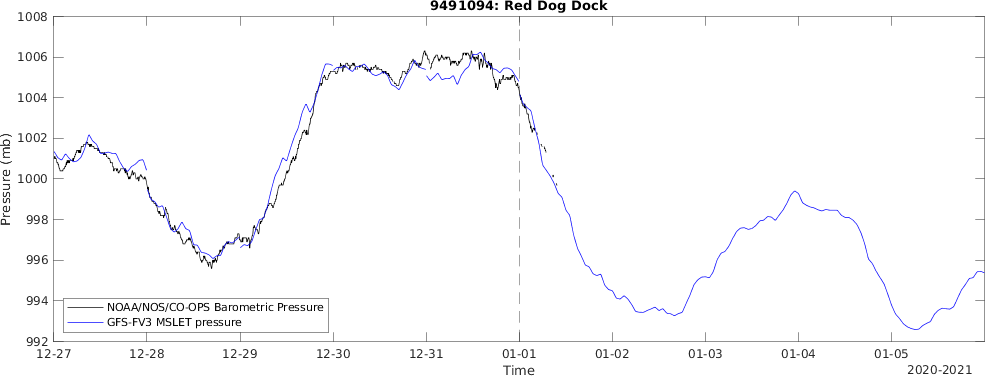 9491094: Red Dog Dock
Pressure (mb)
1008
1006
1004
1002
1000
998
996
994
992
NOAA/NOS/CO-OPS Barometric Pressure
GFS-FV3 MSLET pressure
12-27 12-28 12-29 12-30 12-31 01-01 01-02 01-03 01-04 01-05
Time
2020-2021